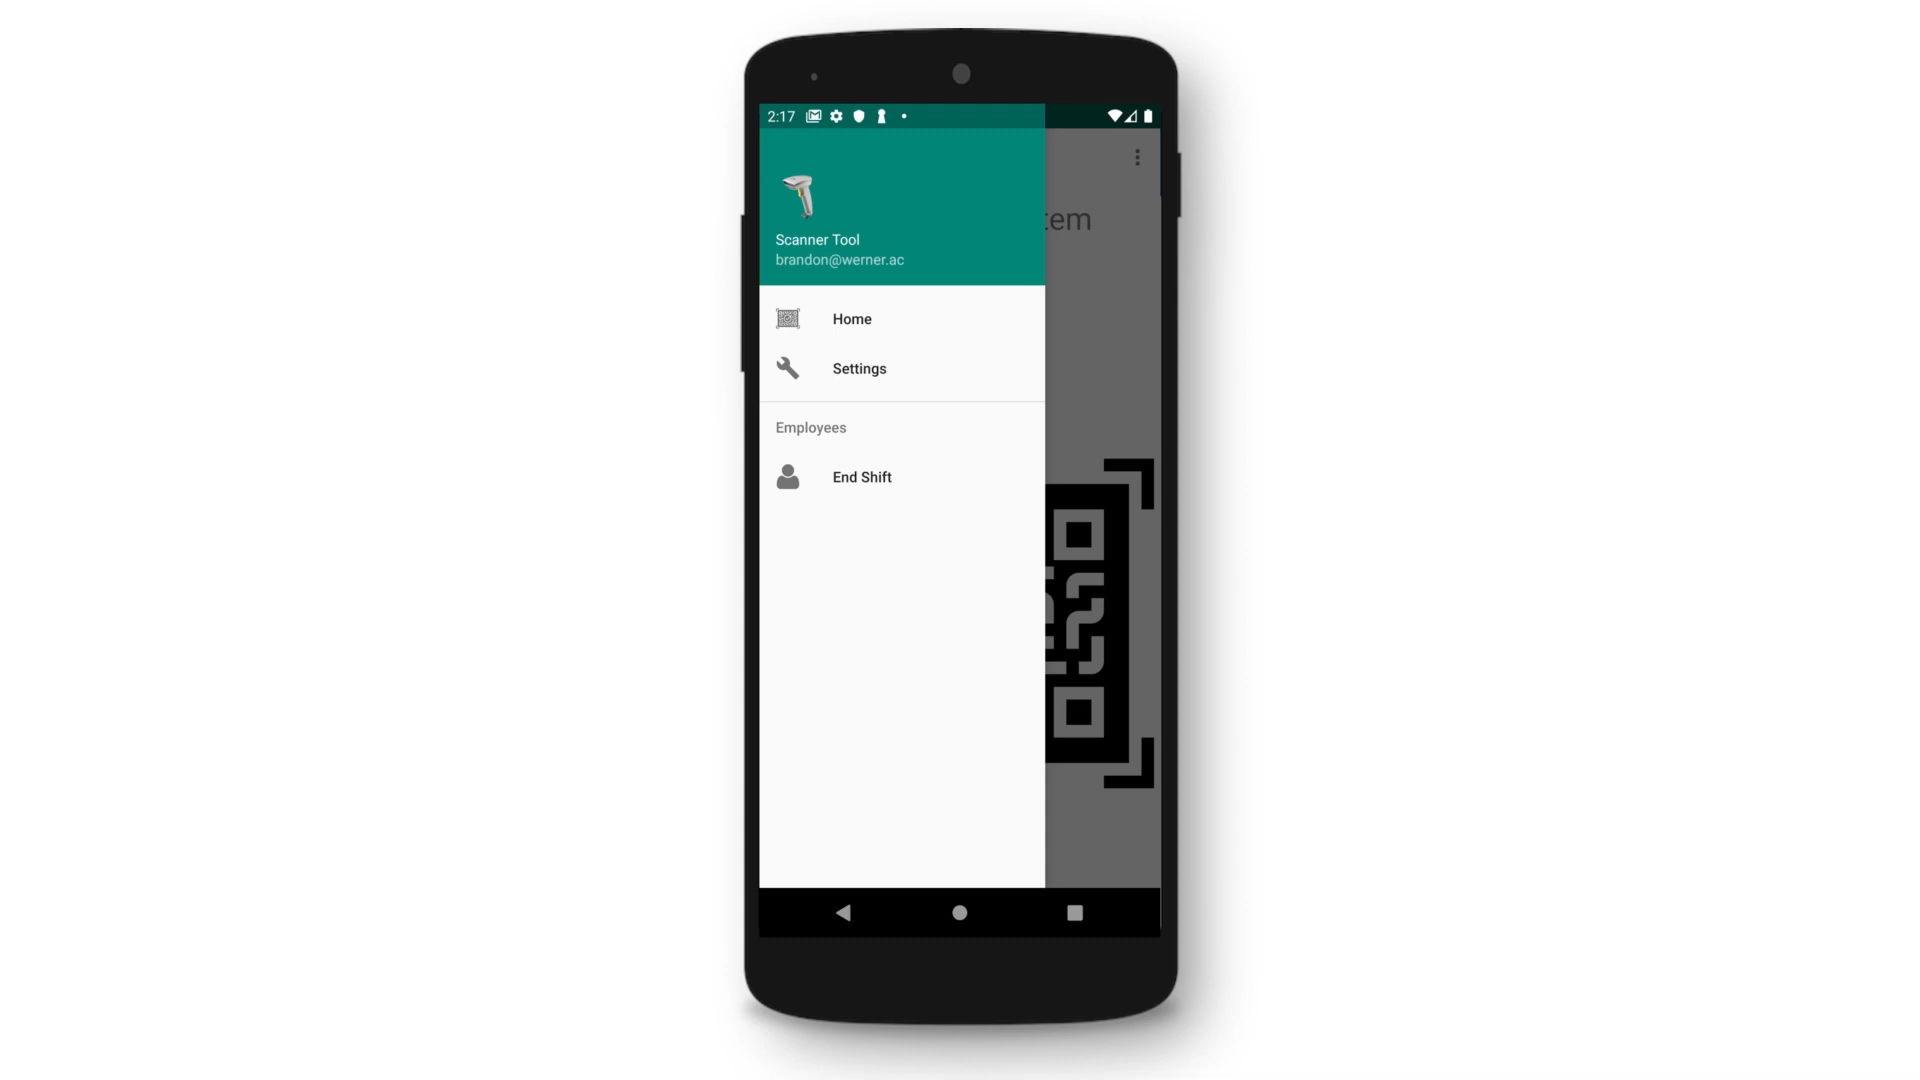 2:17
Scanner Tool
brandon@werner.ac
tem
Home
Settings
Employees
End Shift